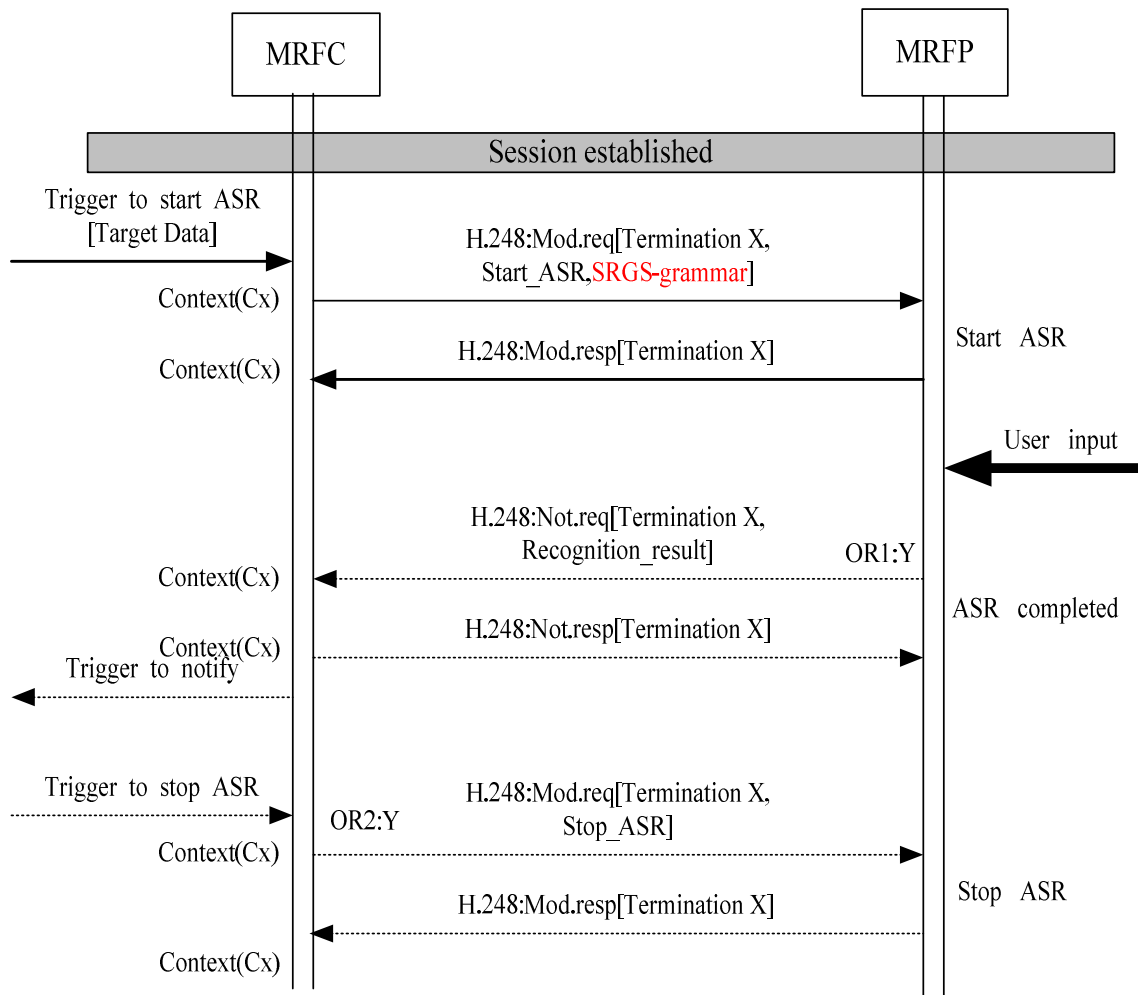 MRFC
MRFP
Session established
Trigger to start ASR
[Target Data]
H.248:Mod.req[Termination X,
Start_ASR,SRGS-grammar]
Context(Cx)
Start ASR
H.248:Mod.resp[Termination X]
Context(Cx)
User input
H.248:Not.req[Termination X,
Recognition_result]
OR1:Y
Context(Cx)
ASR completed
H.248:Not.resp[Termination X]
Context(Cx)
Trigger to notify
Trigger to stop ASR
H.248:Mod.req[Termination X,
Stop_ASR]
OR2:Y
Context(Cx)
Stop ASR
H.248:Mod.resp[Termination X]
Context(Cx)